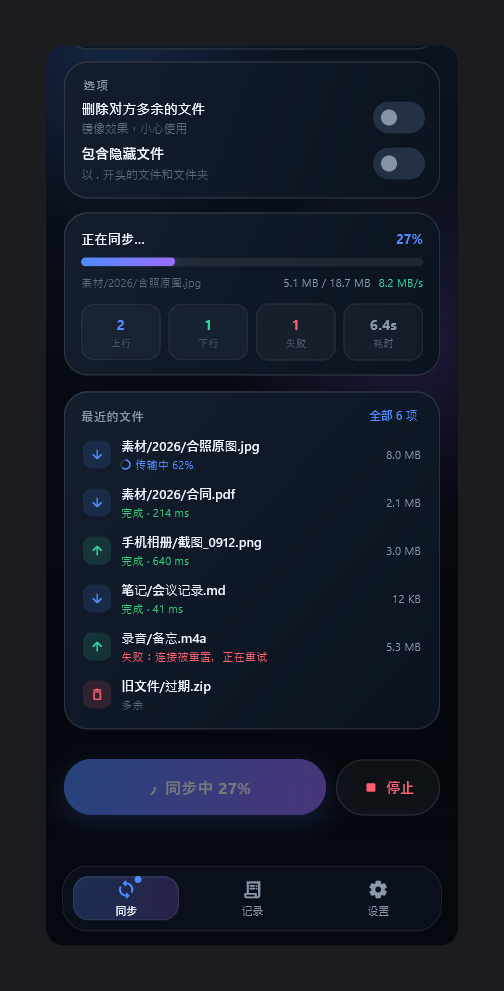 选项
删除对方多余的文件
镜像效果，小心使用
包含隐藏文件
以 . 开头的文件和文件夹
正在同步... 27%
素材/2026/合照原图.jpg 5.1 MB / 18.7 MB 8.2 MB/s
2 1 1 6.4s
上行 下行 失败 耗时
最近的文件 全部 6 项
素材/2026/合照原图.jpg 8.0 MB
传输中 62%
素材/2026/合同.pdf 2.1 MB
完成 · 214 ms
手机相册/截图_0912.png 3.0 MB
完成 · 640 ms
笔记/会议记录.md 12 KB
完成 · 41 ms
录音/备忘.m4a 5.3 MB
失败：连接被重置，正在重试
旧文件/过期.zip
多余
同步中 27% 停止
同步 记录 设置